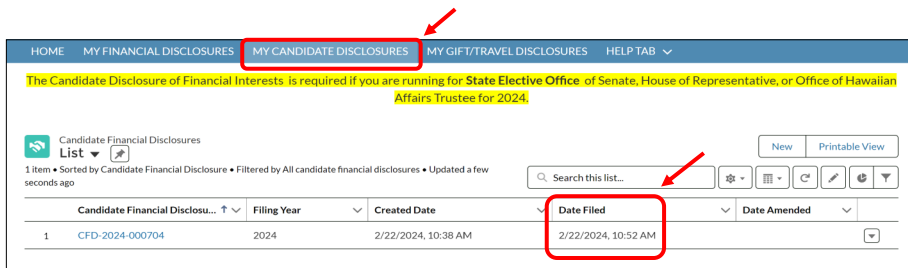 HOME MY FINANCIAL DISCLOSURES MY CANDIDATE DISCLOSURES MY GIFT/TRAVEL DISCLOSURES HELP TAB
The Candidate Disclosure of Financial Interests is required if you are running for State Elective Office of Senate, House of Representative, or Office of Hawaiian
Affairs Trustee for 2024.
Candidate Financial Disclosures
List
New Printable View
1 item • Sorted by Candidate Financial Disclosure • Filtered by All candidate financial disclosures • Updated a few
seconds ago
Search this list...
Candidate Financial Disclosu... ↑ Filing Year Created Date Date Filed Date Amended
1 CFD-2024-000704 2024 2/22/2024, 10:38 AM 2/22/2024, 10:52 AM